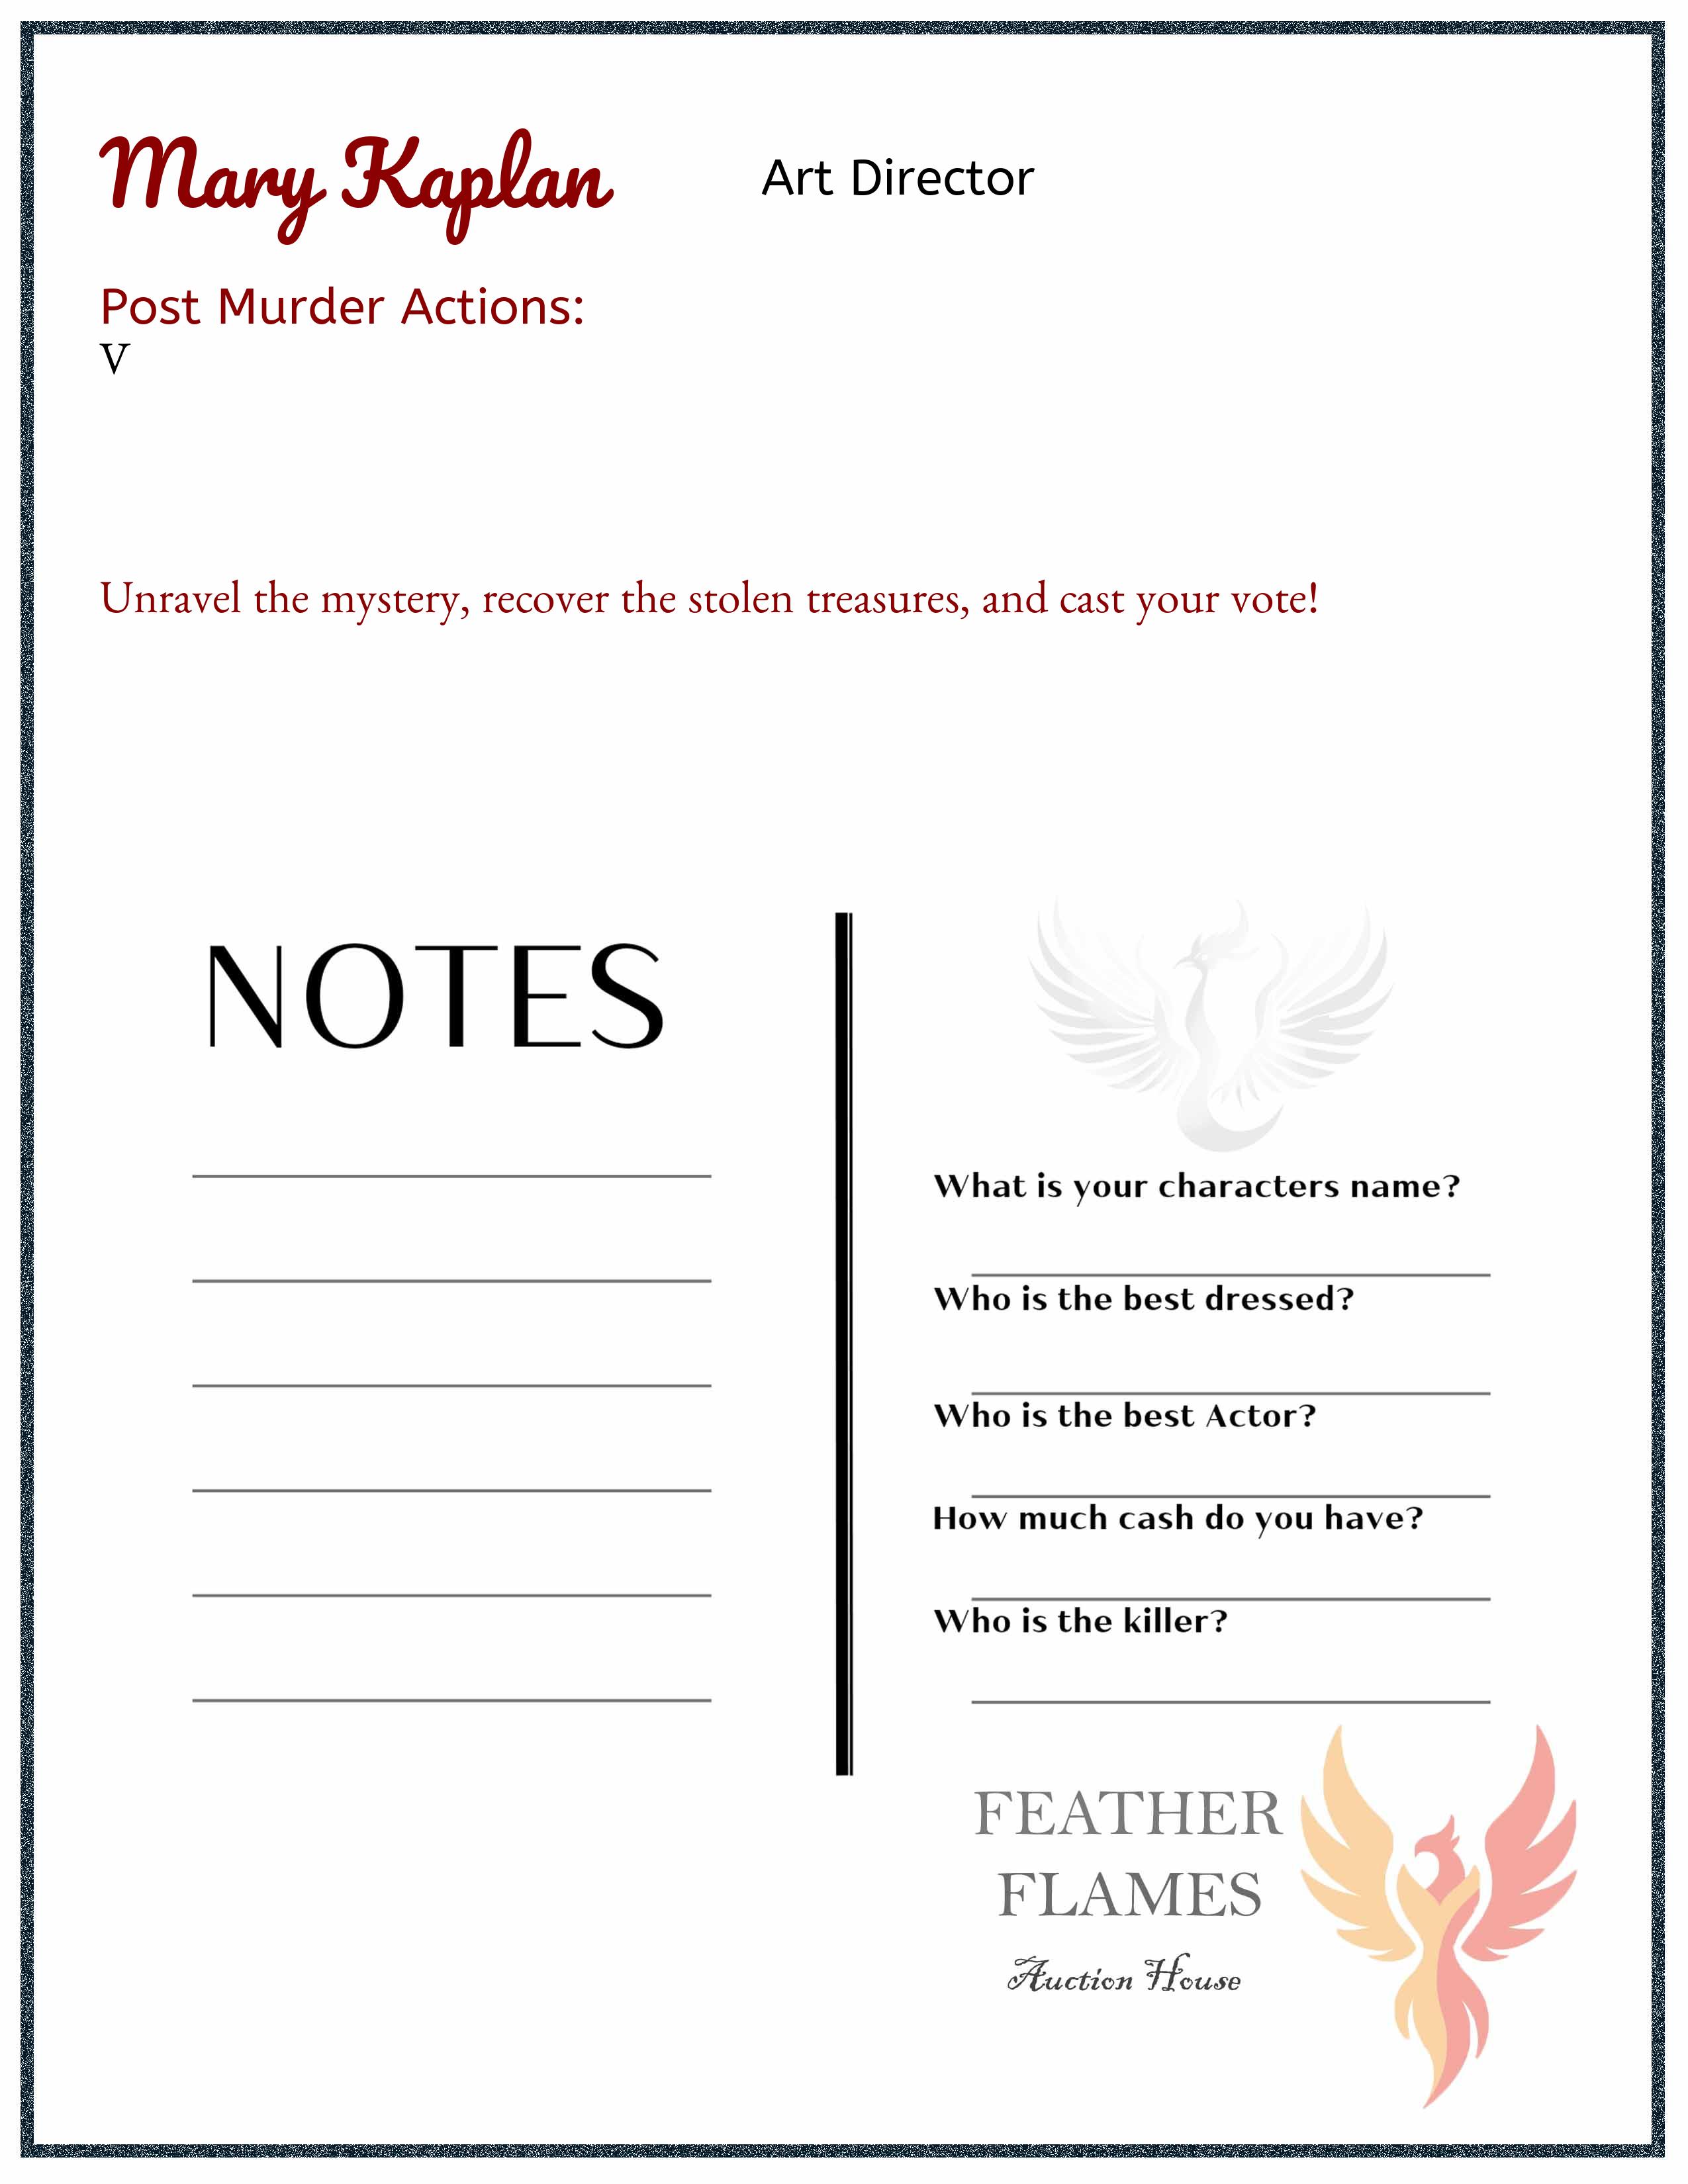 Mary Kaplan
Art Director
Post Murder Actions:
V
Unravel the mystery, recover the stolen treasures, and cast your vote!
NOTES
What is your characters name?
Who is the best dressed?
Who is the best Actor?
How much cash do you have?
Who is the killer?
FEATHER
FLAMES
Auction House